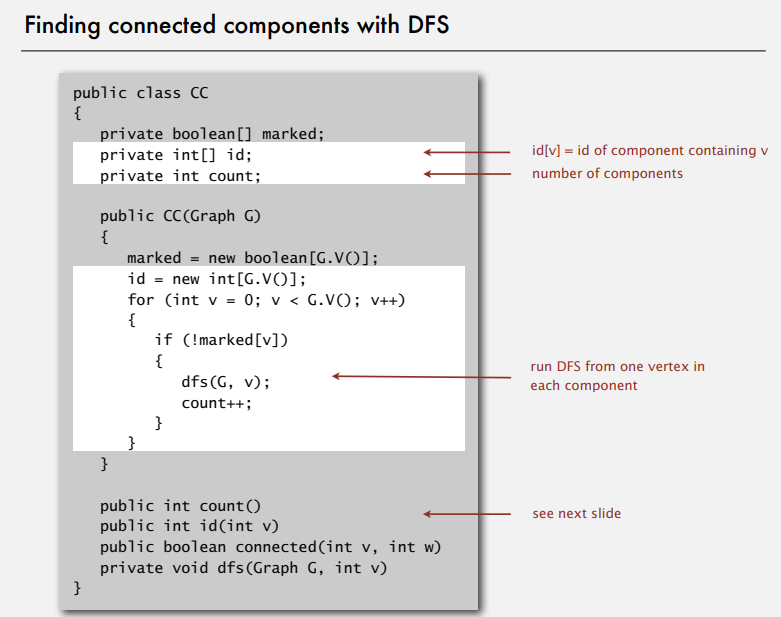 Finding connected components with DFS
public class CC
{
private boolean[] marked;
private int[] id;
id[v] = id of component containing v
private int count;
number of components
public CC(Graph G)
{
marked = new boolean[G.V()];
id = new int[G.V()];
for (int v = 0; v < G.V(); v++)
{
if (!marked[v])
{
dfs(G, v);
run DFS from one vertex in
each component
count++;
}
}
}
public int count()
see next slide
public int id(int v)
public boolean connected(int v, int w)
private void dfs(Graph G, int v)
}